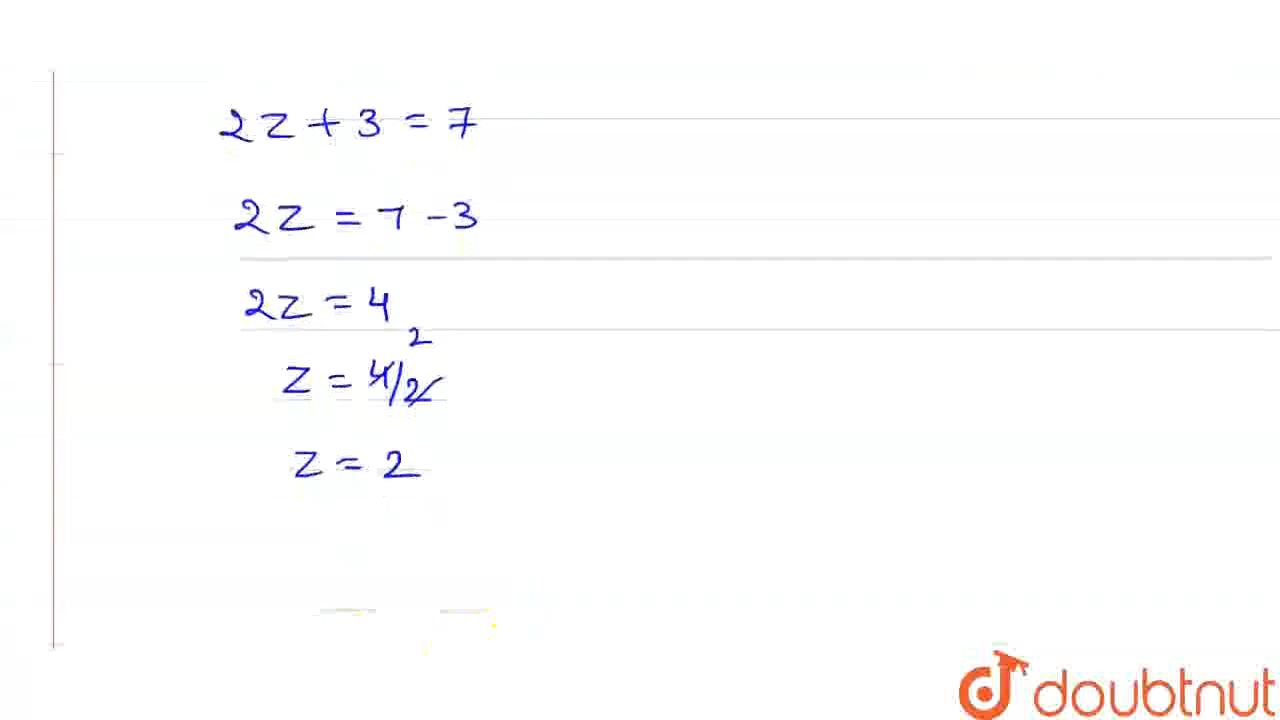 2z + 3 = 7
2z = 7 - 3
2z = 4
2
z = 4/2
z = 2
doubtnut